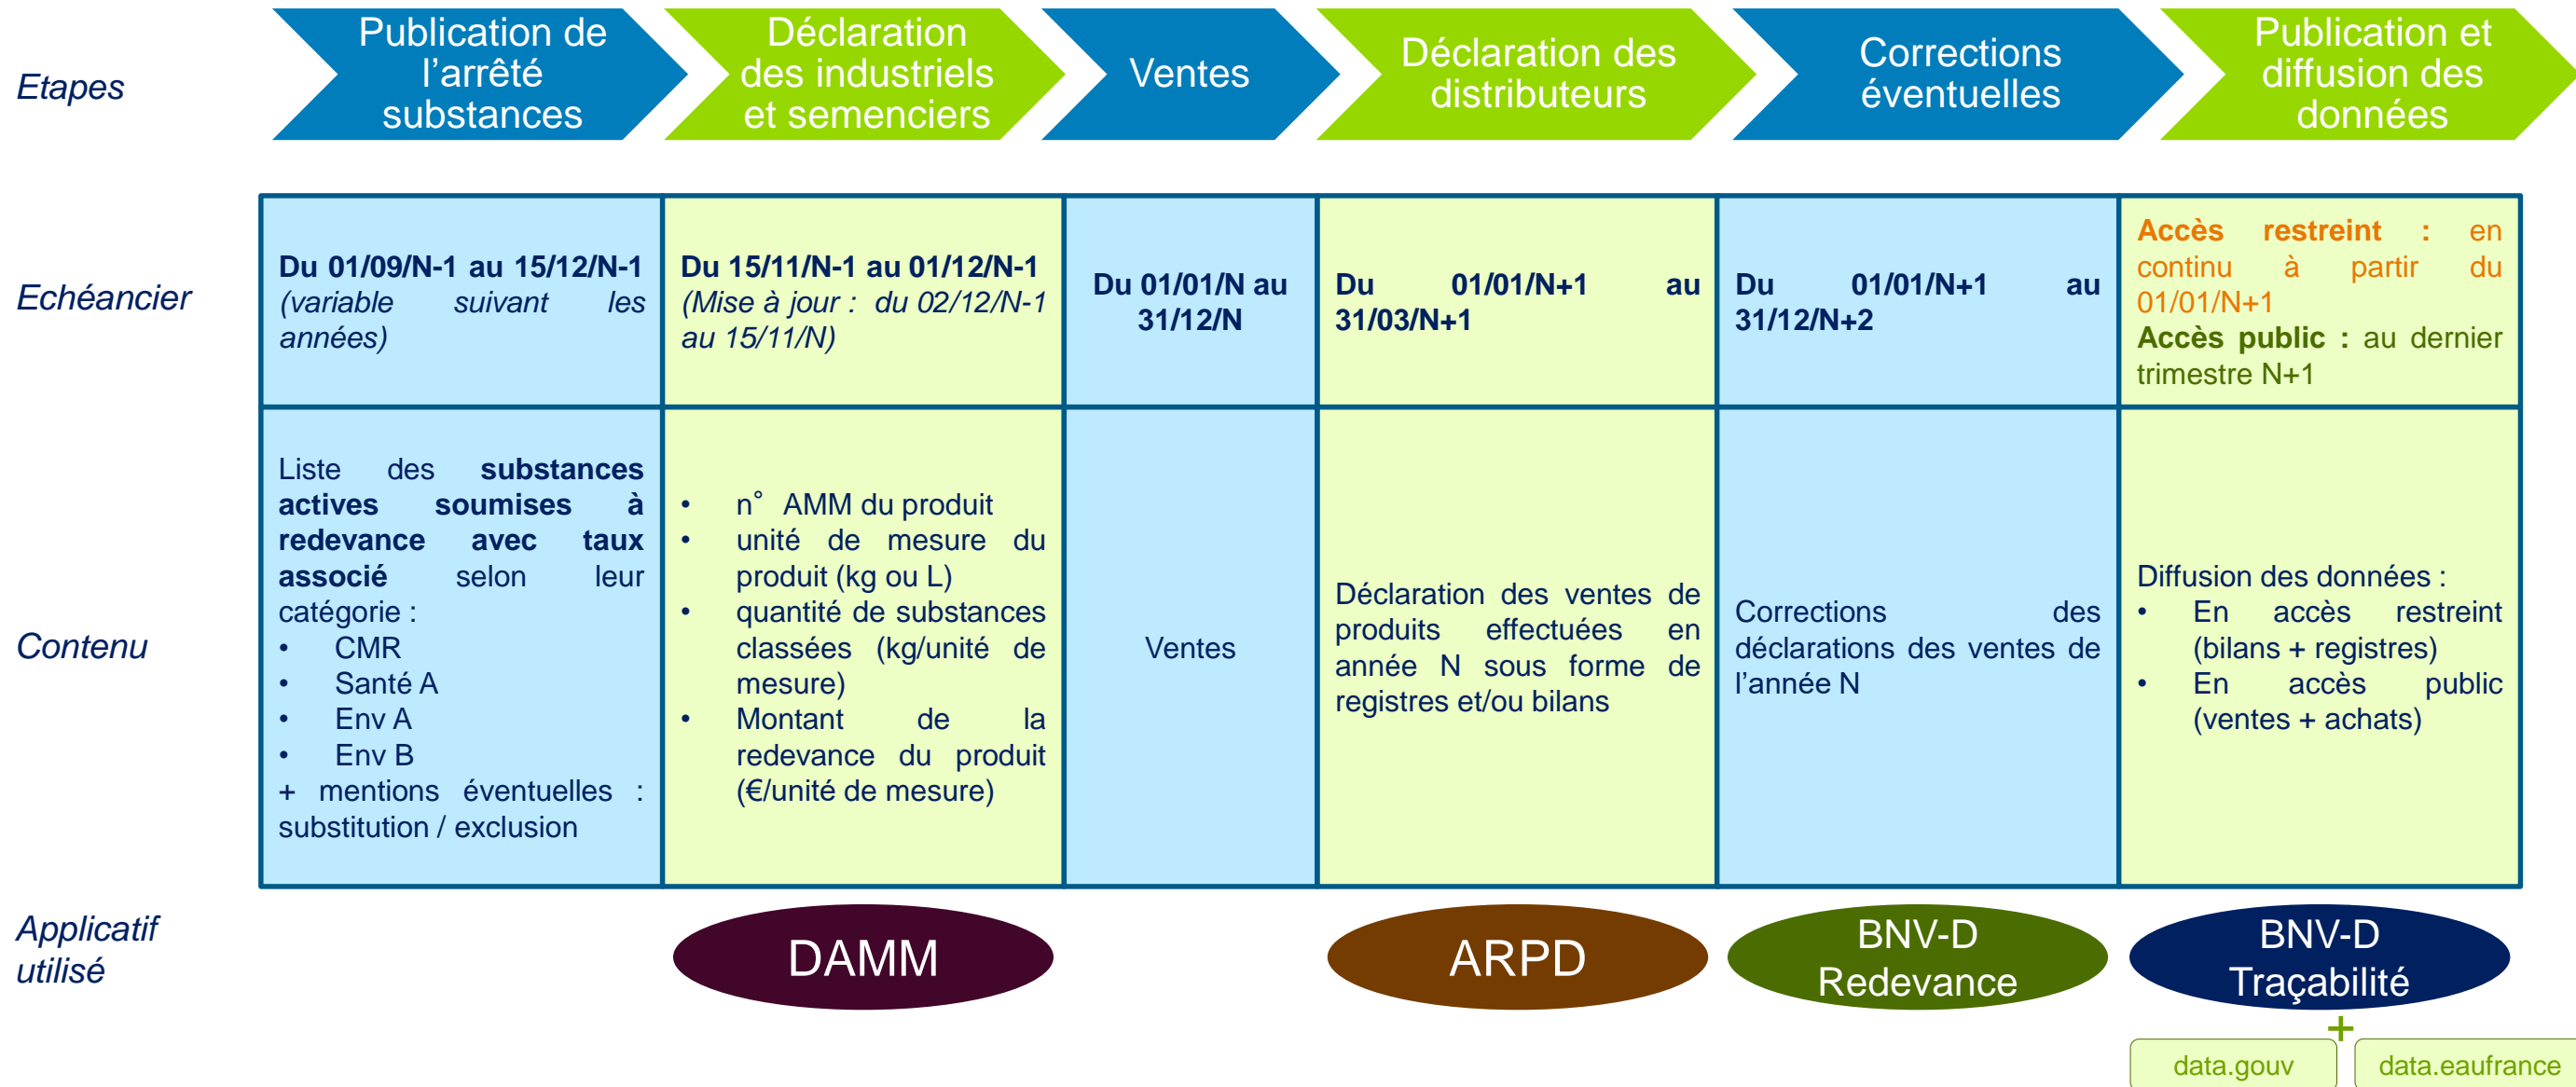 Etapes
Publication de
l’arrêté
substances
Déclaration
des industriels
et semenciers
Ventes
Déclaration des
distributeurs
Corrections
éventuelles
Publication et
diffusion des
données
Echéancier
Du 01/09/N-1 au 15/12/N-1
(variable suivant les
années)
Du 15/11/N-1 au 01/12/N-1
(Mise à jour : du 02/12/N-1
au 15/11/N)
Du 01/01/N au
31/12/N
Du 01/01/N+1 au
31/03/N+1
Du 01/01/N+1 au
31/12/N+2
Accès restreint : en
continu à partir du
01/01/N+1
Accès public : au dernier
trimestre N+1
Contenu
Liste des substances
actives soumises à
redevance avec taux
associé selon leur
catégorie :
• CMR
• Santé A
• Env A
• Env B
+ mentions éventuelles :
substitution / exclusion
• n° AMM du produit
• unité de mesure du
produit (kg ou L)
• quantité de substances
classées (kg/unité de
mesure)
• Montant de la
redevance du produit
(€/unité de mesure)
Ventes
Déclaration des ventes de
produits effectuées en
année N sous forme de
registres et/ou bilans
Corrections des
déclarations des ventes de
l’année N
Diffusion des données :
• En accès restreint
(bilans + registres)
• En accès public
(ventes + achats)
Applicatif
utilisé
DAMM
ARPD
BNV-D
Redevance
BNV-D
Traçabilité
+
data.gouv
data.eaufrance